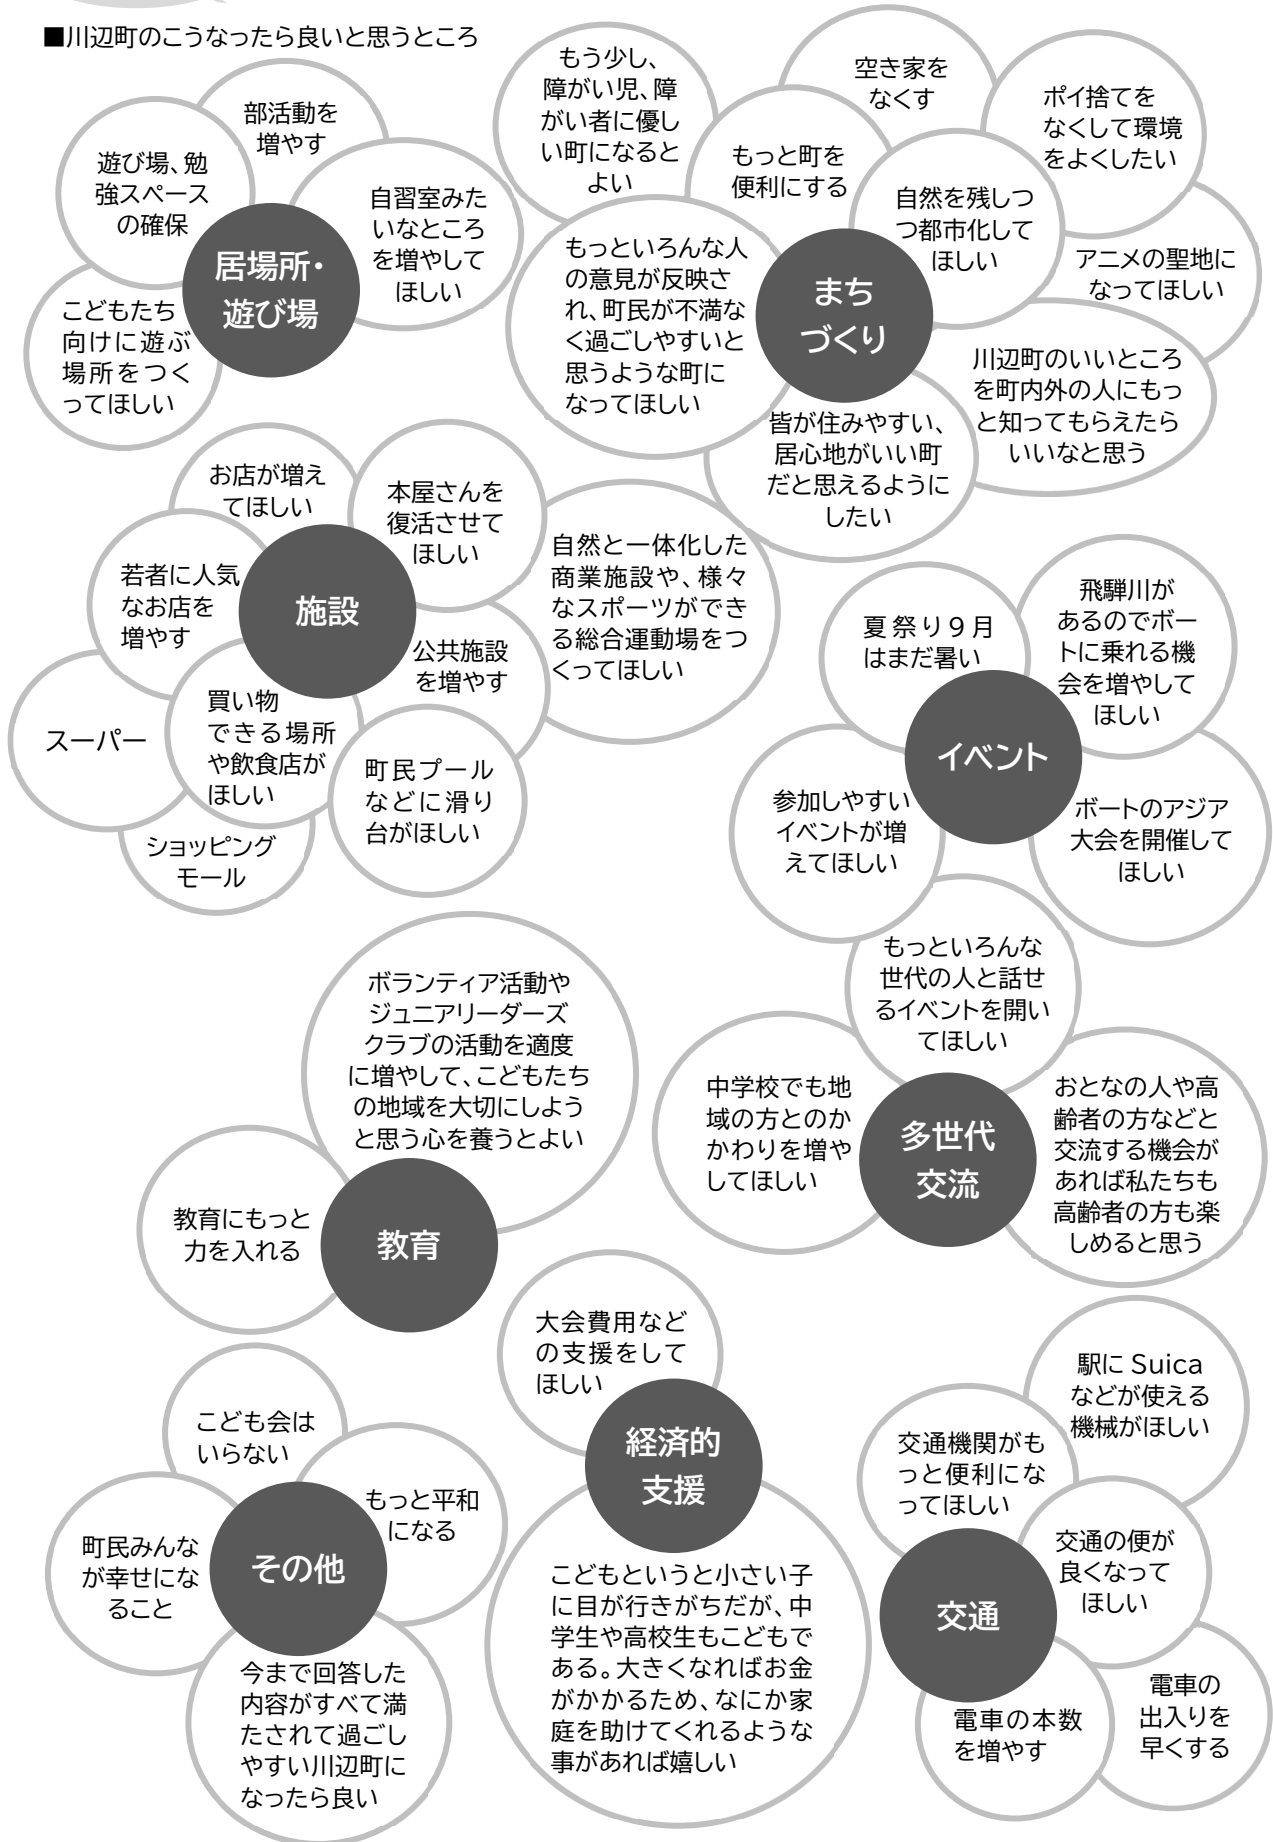 ■川辺町のこうなったら良いと思うところ
部活動を
増やす
遊び場、勉
強スペース
の確保
自習室みた
いなところ
を増やして
ほしい
居場所・
遊び場
こどもたち
向けに遊ぶ
場所をつく
ってほしい
もう少し、
障がい児、障
がい者に優し
い町になると
よい
空き家を
なくす
ポイ捨てを
なくして環境
をよくしたい
もっと町を
便利にする
自然を残しつ
つ都市化して
ほしい
もっといろんな人
の意見が反映さ
れ、町民が不満な
く過ごしやすいと
思うような町に
なってほしい
まち
づくり
アニメの聖地に
なってほしい
川辺町のいいところ
を町内外の人にもっ
と知ってもらえたら
いいなと思う
皆が住みやすい、
居心地がいい町
だと思えるように
したい
お店が増え
てほしい
本屋さんを
復活させて
ほしい
若者に人気
なお店を
増やす
施設
自然と一体化した
商業施設や、様々
なスポーツができ
る総合運動場をつ
くってほしい
公共施設
を増やす
スーパー
買い物
できる場所
や飲食店が
ほしい
町民プール
などに滑り
台がほしい
ショッピング
モール
夏祭り9月
はまだ暑い
飛騨川が
あるのでボー
トに乗れる機
会を増やして
ほしい
イベント
参加しやすい
イベントが増
えてほしい
ボートのアジア
大会を開催して
ほしい
もっといろんな
世代の人と話せ
るイベントを開い
てほしい
中学校でも地
域の方とのか
かわりを増や
してほしい
多世代
交流
おとなの人や高
齢者の方などと
交流する機会が
あれば私たちも
高齢者の方も楽
しめると思う
ボランティア活動や
ジュニアリーダーズ
クラブの活動を適度
に増やして、こどもたち
の地域を大切にしよう
と思う心を養うとよい
教育にもっと
力を入れる
教育
大会費用など
の支援をして
ほしい
経済的
支援
こどもというと小さい子
に目が行きがちだが、中
学生や高校生もこどもで
ある。大きくなればお金
がかかるため、なにか家
庭を助けてくれるような
事があれば嬉しい
こども会は
いらない
もっと平和
になる
町民みんな
が幸せにな
ること
その他
今まで回答した
内容がすべて満
たされて過ごし
やすい川辺町に
なったら良い
駅に Suica
などが使える
機械がほしい
交通機関がも
っと便利にな
ってほしい
交通の便が
良くなって
ほしい
交通
電車の本数
を増やす
電車の
出入りを
早くする